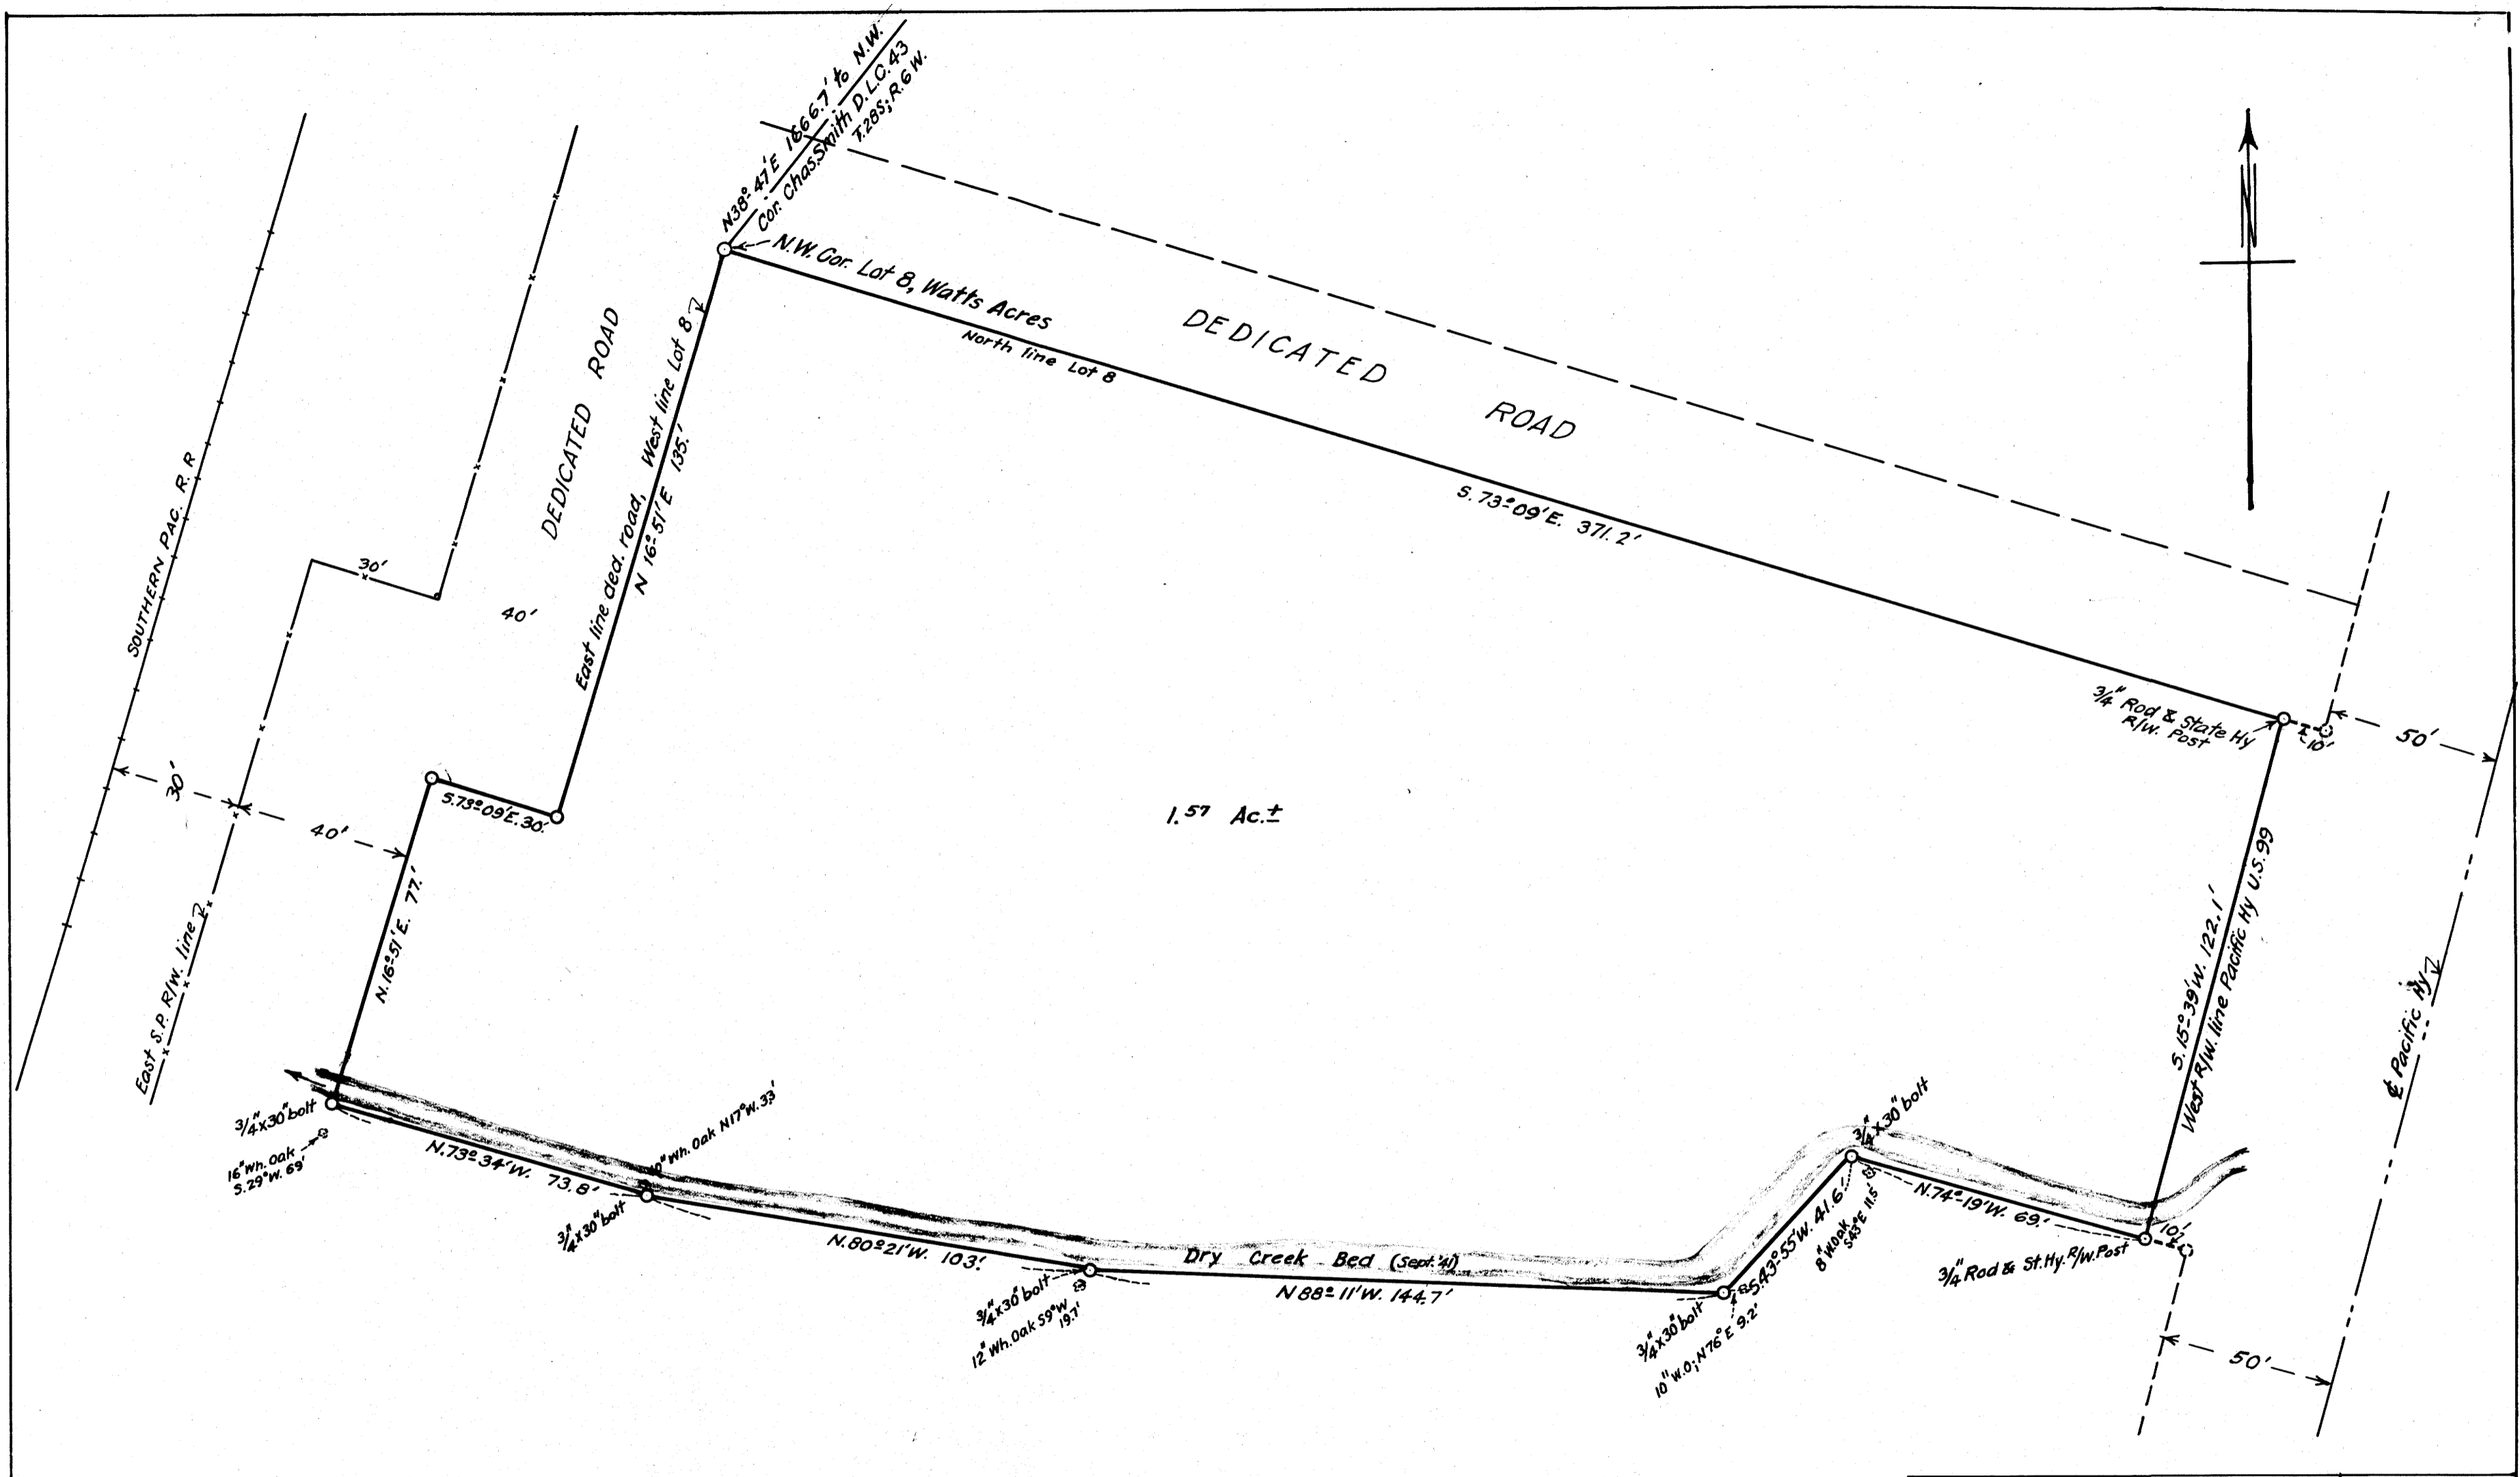 N38°-47'E 1666.7' to N.W.
Cor. Chas. Smith D.L.C. 43
T.28S; R.6W.
N.W. Cor. Lot 8, Watts Acres
North line Lot 8
DEDICATED
ROAD
S. 73°-09'E. 371.2'
N
SOUTHERN PAC. R. R
DEDICATED ROAD
East line ded. road, West line Lot 8
N 16°-51'E 135.'
30'
40'
30'
40'
S.73°-09'E. 30.'
N. 16°-51'E. 77.'
East S.P. R/W. line
1.57 Ac.±
3/4" Rod & State Hy
R/W. Post
10'
50'
S. 15°-39'W. 122.1'
West R/W. line Pacific Hy U.S. 99
℄ Pacific Hy
3/4"x30" bolt
16" Wh. Oak
S.29°W. 69'
N.73°-34'W. 73.8'
10" Wh. Oak N17°W. 33'
3/4"x30" bolt
N.80°-21'W. 103.'
3/4"x30" bolt
12" Wh. Oak S9°W
19.7'
Dry Creek Bed (Sept. '41)
N 88°-11'W. 144.7'
3/4"x30" bolt
10" W.O; N76°E 9.2'
S.43°-55'W. 41.6.'
8" W.Oak
S43°E 11.5'
3/4"x30" bolt
N.74°-19'W. 69.'
10'
3/4" Rod & St. Hy. R/W. Post
50'